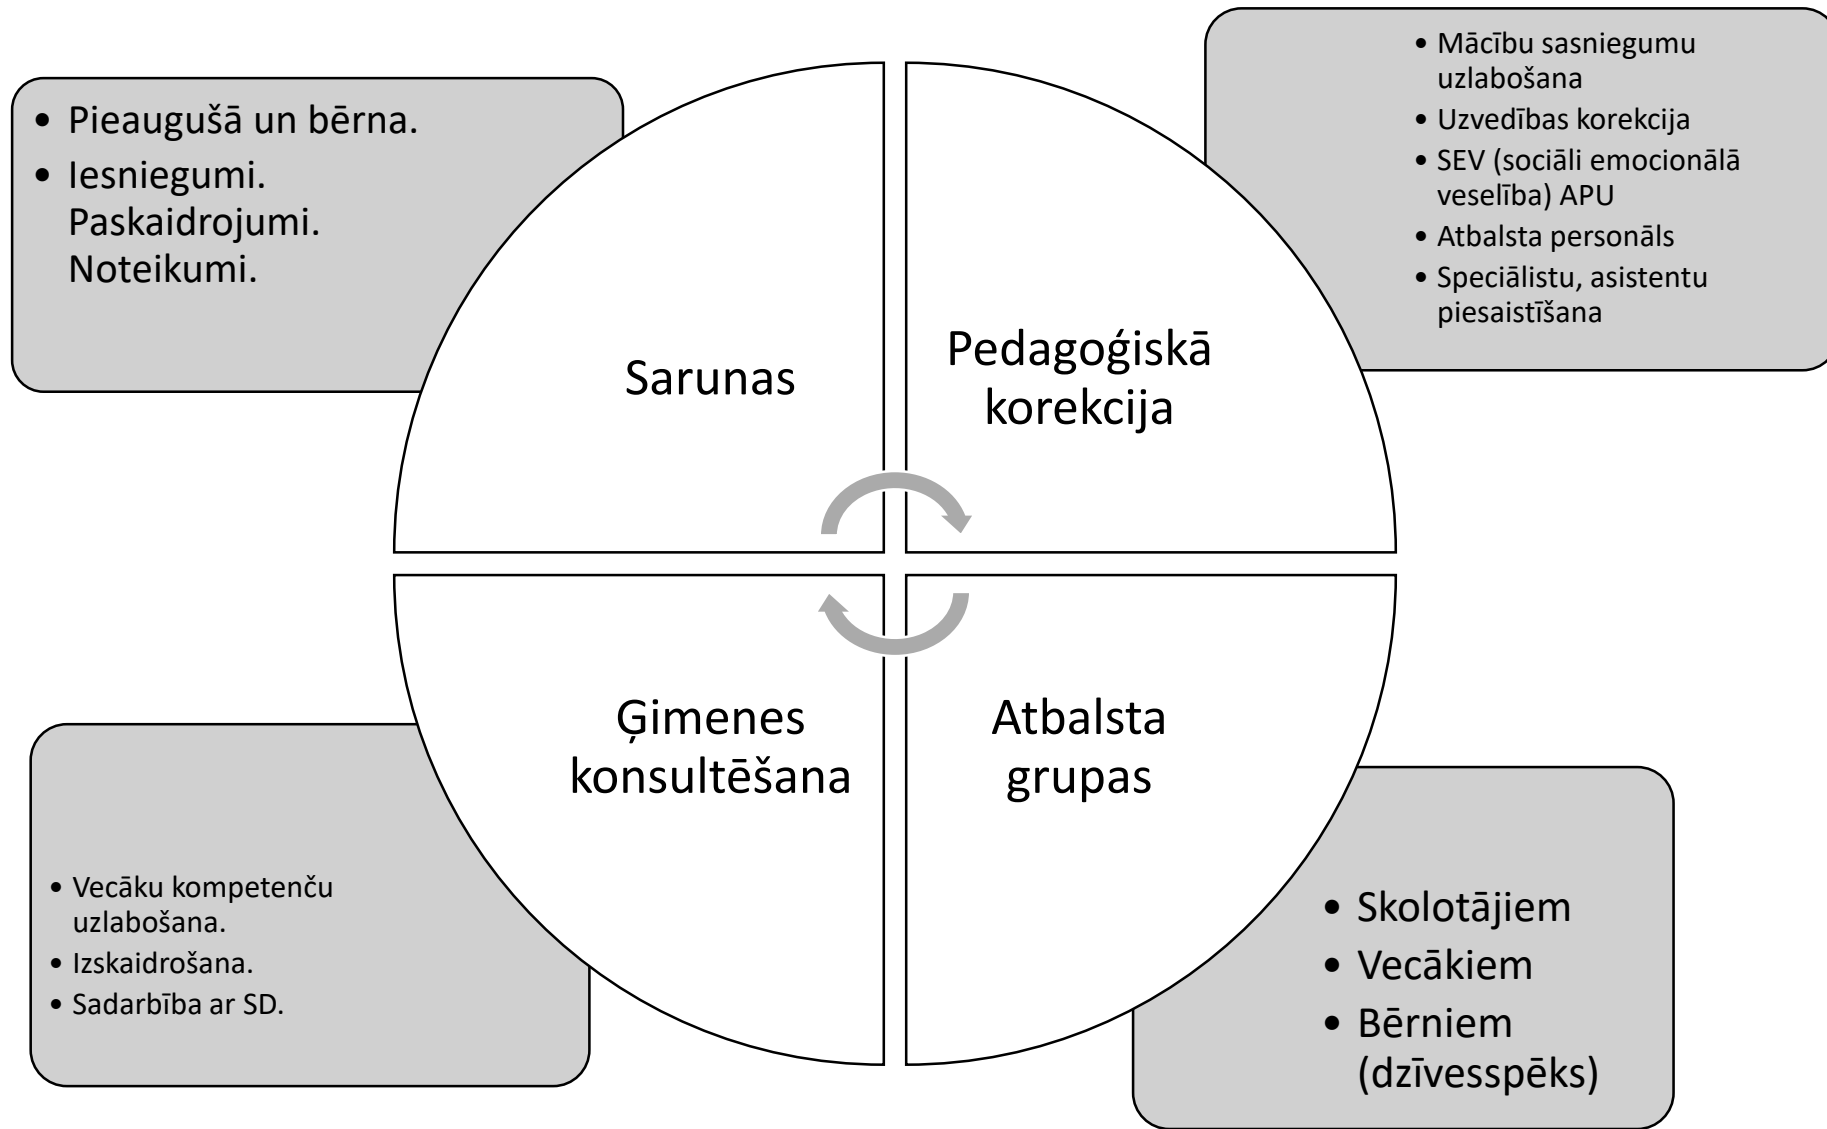 • Pieaugušā un bērna.
• Iesniegumi.
Paskaidrojumi.
Noteikumi.
Sarunas
• Mācību sasniegumu
uzlabošana
• Uzvedības korekcija
• SEV (sociāli emocionālā
veselība) APU
• Atbalsta personāls
• Speciālistu, asistentu
piesaistīšana
Pedagoģiskā
korekcija
Ģimenes
konsultēšana
• Vecāku kompetenču
uzlabošana.
• Izskaidrošana.
• Sadarbība ar SD.
Atbalsta
grupas
• Skolotājiem
• Vecākiem
• Bērniem
(dzīvesspēks)